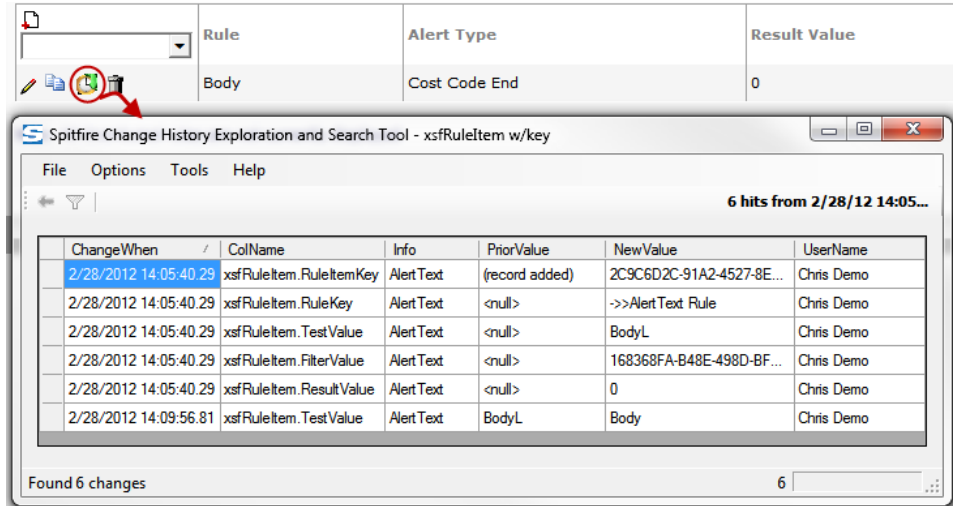 Rule Alert Type Result Value
Body Cost Code End 0
Spitfire Change History Exploration and Search Tool - xsfRuleItem w/key
File Options Tools Help
6 hits from 2/28/12 14:05...
ChangeWhen / ColName Info PriorValue NewValue UserName
2/28/2012 14:05:40.29 xsfRuleItem.RuleItemKey AlertText (record added) 2C9C6D2C-91A2-4527-8E... Chris Demo
2/28/2012 14:05:40.29 xsfRuleItem.RuleKey AlertText <null> ->>AlertText Rule Chris Demo
2/28/2012 14:05:40.29 xsfRuleItem.TestValue AlertText <null> BodyL Chris Demo
2/28/2012 14:05:40.29 xsfRuleItem.FilterValue AlertText <null> 168368FA-B48E-498D-BF... Chris Demo
2/28/2012 14:05:40.29 xsfRuleItem.ResultValue AlertText <null> 0 Chris Demo
2/28/2012 14:09:56.81 xsfRuleItem.TestValue AlertText BodyL Body Chris Demo
Found 6 changes 6